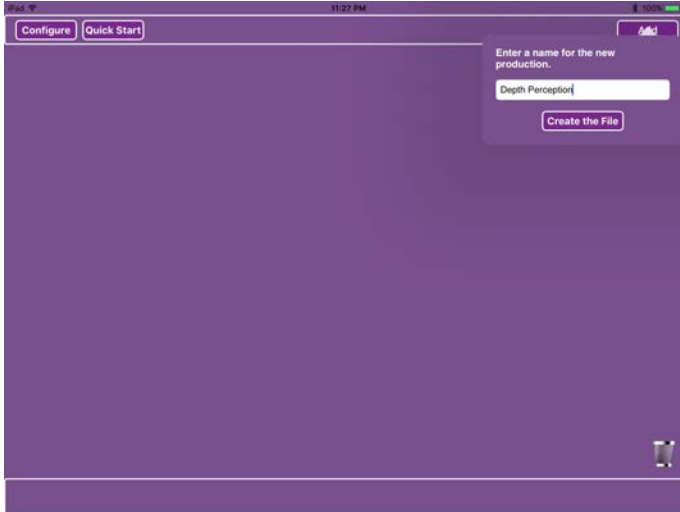 iPad
11:27 PM
100%
Configure
Quick Start
Add
Enter a name for the new
production.
Depth Perception
Create the File